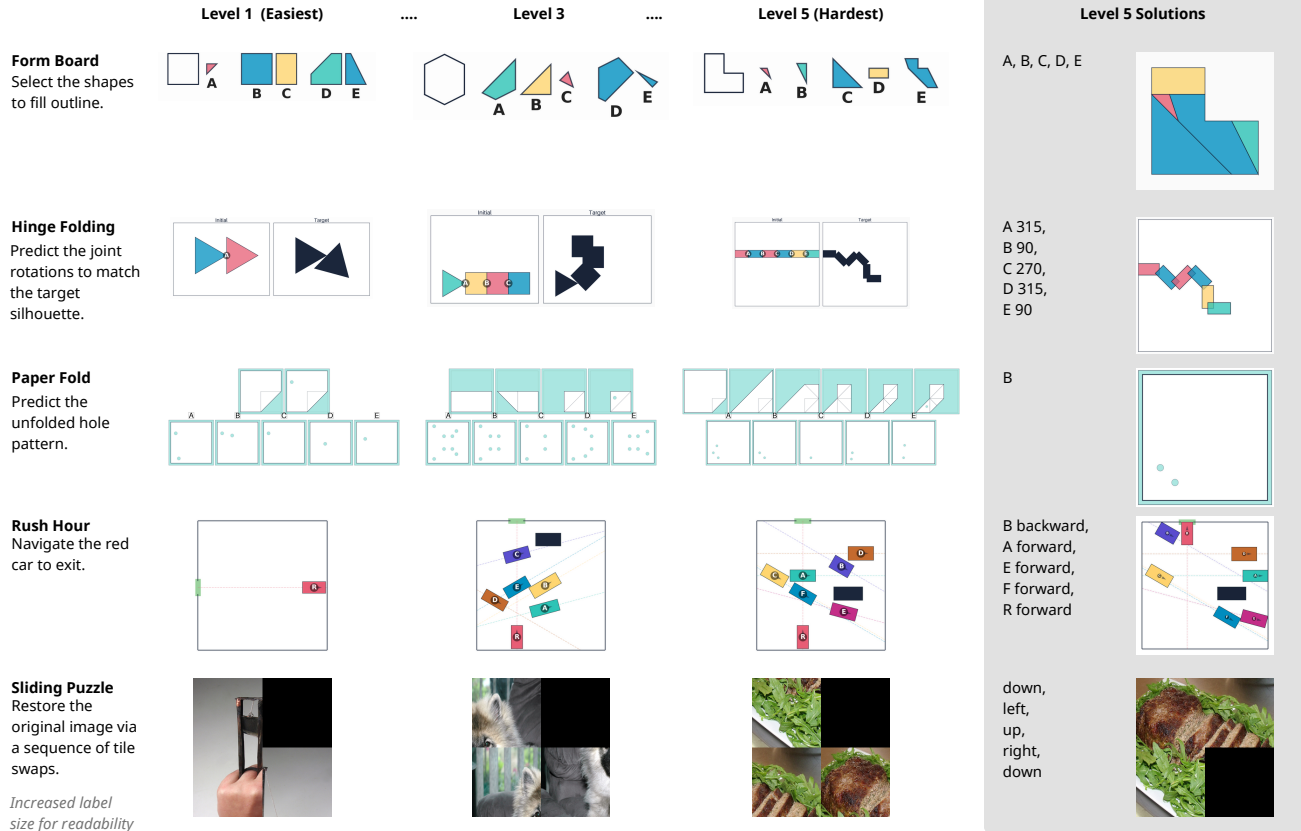 Level 1 (Easiest) .... Level 3 .... Level 5 (Hardest) Level 5 Solutions
Form Board
Select the shapes
to fill outline.
A B C D E
A B C D E
A B C D E
A, B, C, D, E
Hinge Folding
Predict the joint
rotations to match
the target
silhouette.
Initial Target
A
Initial Target
A B C
Initial Target
A B C D E
A 315,
B 90,
C 270,
D 315,
E 90
Paper Fold
Predict the
unfolded hole
pattern.
A B C D E
A B C D E
A B C D E
B
Rush Hour
Navigate the red
car to exit.
R
C E B D A R
D B C A F E R
B backward,
A forward,
E forward,
F forward,
R forward
Sliding Puzzle
Restore the
original image via
a sequence of tile
swaps.
down,
left,
up,
right,
down
Increased label
size for readability